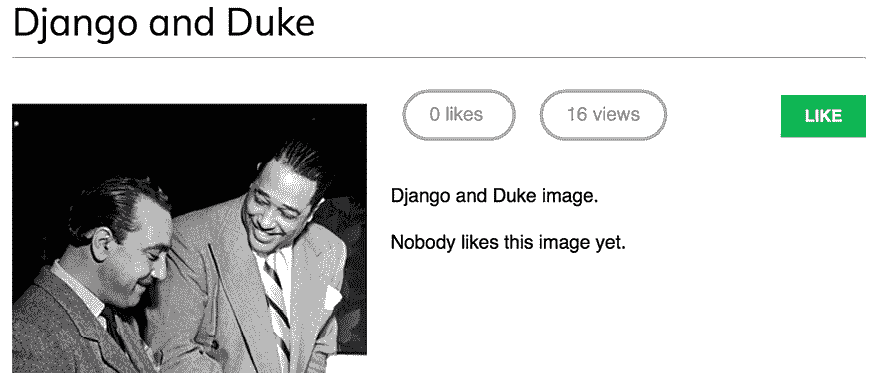 Django and Duke
0 likes
16 views
LIKE
Django and Duke image.
Nobody likes this image yet.